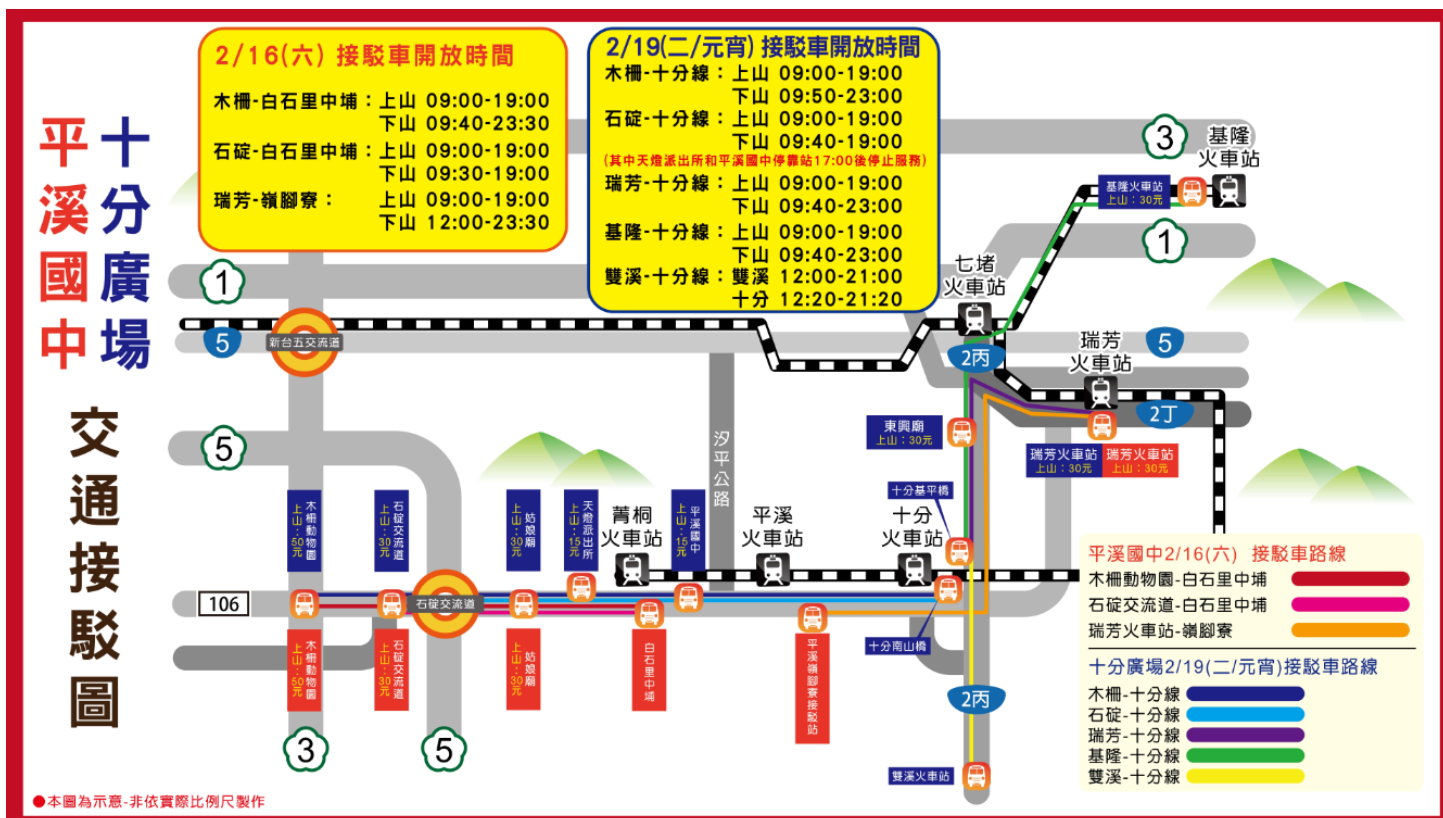 十分廣場
平溪國中
交通接駁圖
2/16(六) 接駁車開放時間
木柵-白石里中埔：上山 09:00-19:00
下山 09:40-23:30
石碇-白石里中埔：上山 09:00-19:00
下山 09:30-19:00
瑞芳-嶺腳寮： 上山 09:00-19:00
下山 12:00-23:30
2/19(二/元宵) 接駁車開放時間
木柵-十分線：上山 09:00-19:00
下山 09:50-23:00
石碇-十分線：上山 09:00-19:00
下山 09:40-19:00
(其中天燈派出所和平溪國中停靠站17:00後停止服務)
瑞芳-十分線：上山 09:00-19:00
下山 09:40-23:00
基隆-十分線：上山 09:00-19:00
下山 09:40-23:00
雙溪-十分線：雙溪 12:00-21:00
十分 12:20-21:20
3
基隆
火車站
基隆火車站
上山：30元
1
1
七堵
火車站
5
新台五交流道
2丙
瑞芳
火車站
5
2丁
東興廟
上山：30元
瑞芳火車站
上山：30元
瑞芳火車站
上山：30元
5
汐平公路
木柵動物園
上山：50元
石碇交流道
上山：30元
姑娘廟
上山：30元
天燈派出所
上山：15元
菁桐
火車站
平溪國中
上山：15元
平溪
火車站
十分
火車站
十分基平橋
106
石碇交流道
十分南山橋
木柵動物園
上山：50元
石碇交流道
上山：30元
姑娘廟
上山：30元
白石里中埔
平溪嶺腳寮接駁站
2丙
雙溪火車站
3
5
平溪國中2/16(六) 接駁車路線
木柵動物園-白石里中埔
石碇交流道-白石里中埔
瑞芳火車站-嶺腳寮
十分廣場2/19(二/元宵)接駁車路線
木柵-十分線
石碇-十分線
瑞芳-十分線
基隆-十分線
雙溪-十分線
●本圖為示意-非依實際比例尺製作